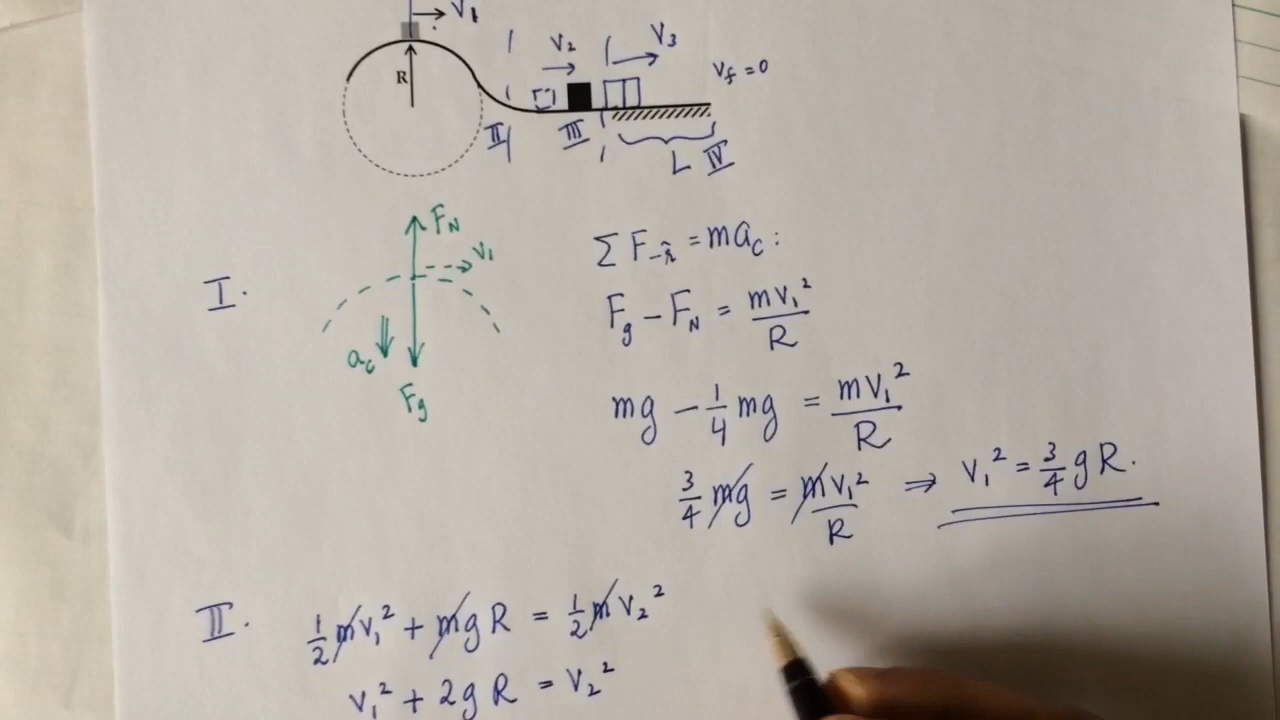 V₁
R
V₂
V₃
V_f = 0
II
III
L IV
I.
F_N
V₁
a_c
F_g
∑ F_{-r̂} = ma_c :
F_g − F_N = mv₁²/R
mg − 1/4 mg = mv₁²/R
3/4 mg = mv₁²/R ⇒ v₁² = 3/4 g R.
II.
1/2 mv₁² + mgR = 1/2 mv₂²
v₁² + 2gR = v₂²